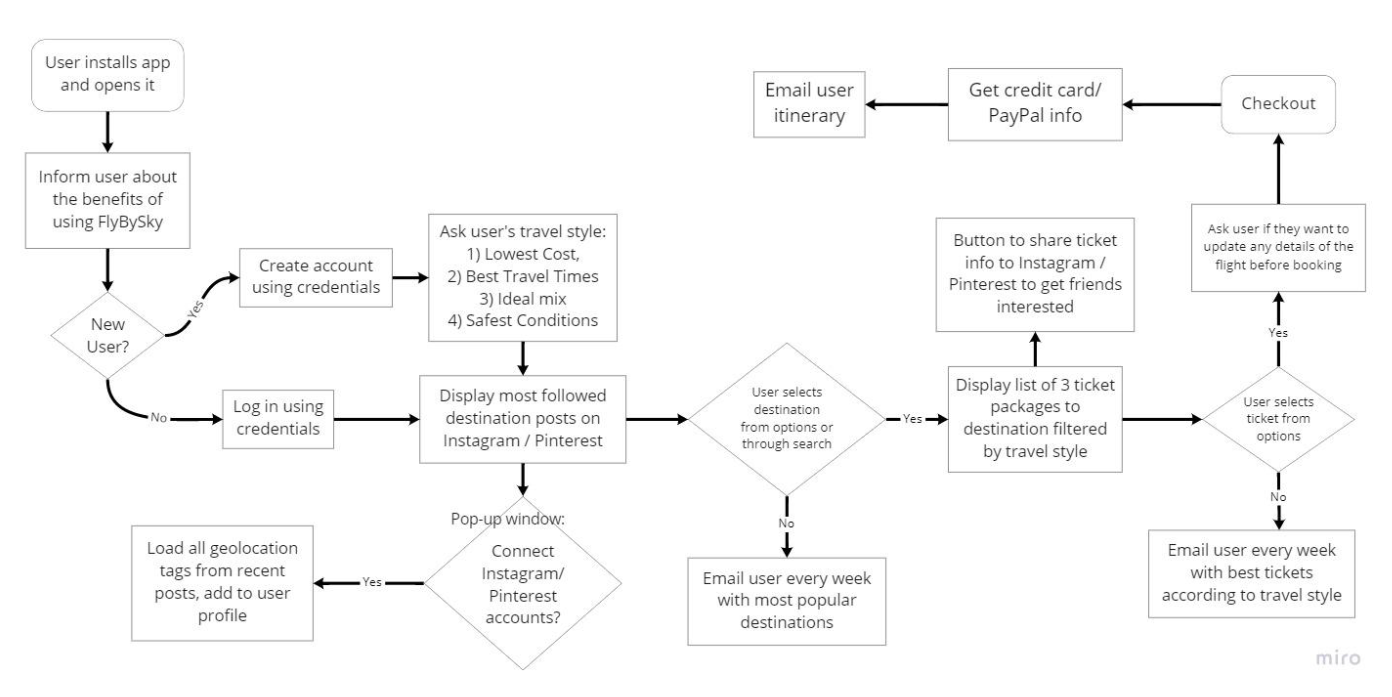 User installs app
and opens it
Inform user about
the benefits of
using FlyBySky
New
User?
Yes
No
Create account
using credentials
Log in using
credentials
Ask user's travel style:
1) Lowest Cost,
2) Best Travel Times
3) Ideal mix
4) Safest Conditions
Display most followed
destination posts on
Instagram / Pinterest
Pop-up window:
Connect
Instagram/
Pinterest
accounts?
Yes
Load all geolocation
tags from recent
posts, add to user
profile
User selects
destination
from options or
through search
Yes
No
Email user every week
with most popular
destinations
Display list of 3 ticket
packages to
destination filtered
by travel style
Button to share ticket
info to Instagram /
Pinterest to get friends
interested
User selects
ticket from
options
Yes
No
Email user every week
with best tickets
according to travel style
Ask user if they want to
update any details of the
flight before booking
Checkout
Get credit card/
PayPal info
Email user
itinerary
miro